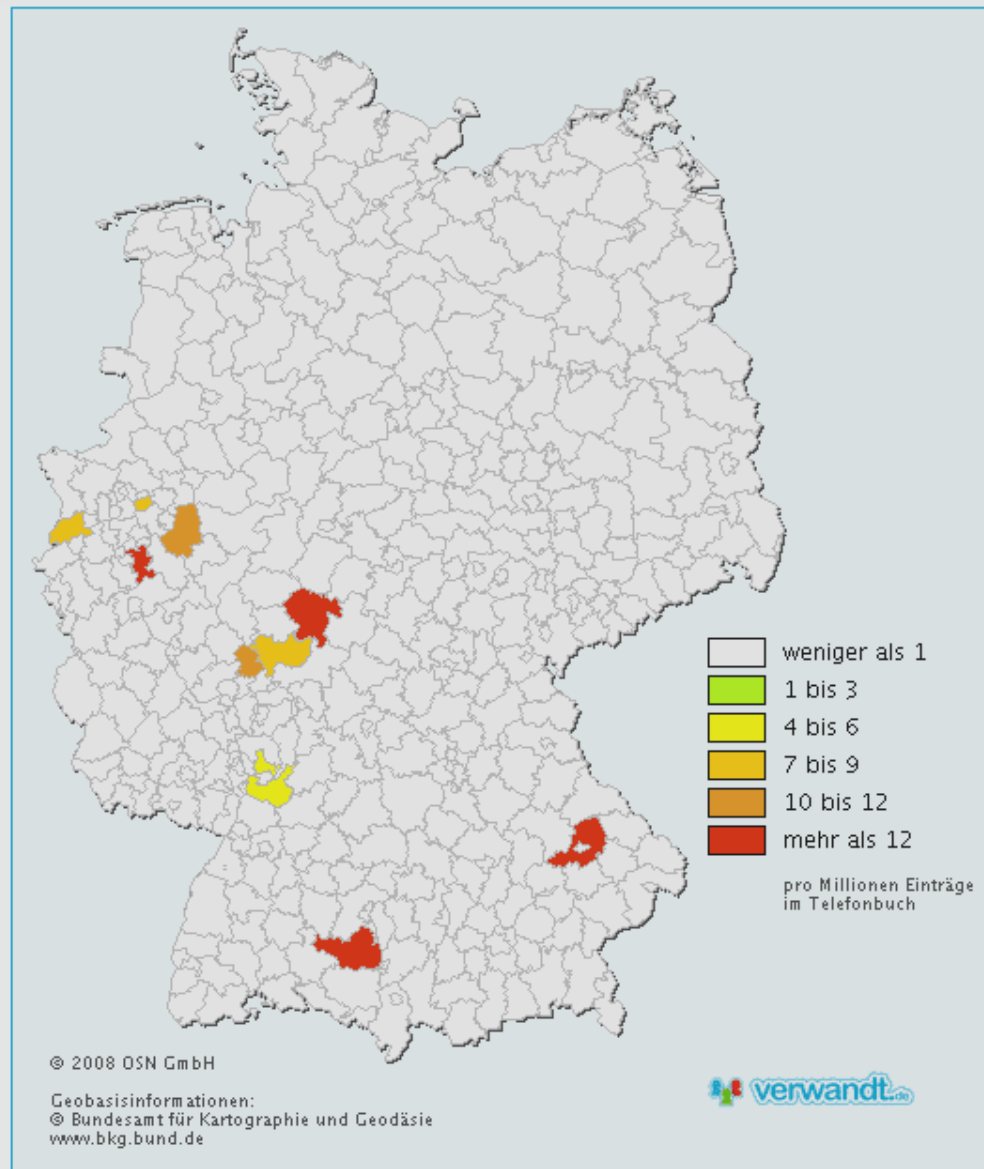 weniger als 1
1 bis 3
4 bis 6
7 bis 9
10 bis 12
mehr als 12
pro Millionen Einträge
im Telefonbuch
© 2008 OSN GmbH
Geobasisinformationen:
© Bundesamt für Kartographie und Geodäsie
www.bkg.bund.de
verwandt.de